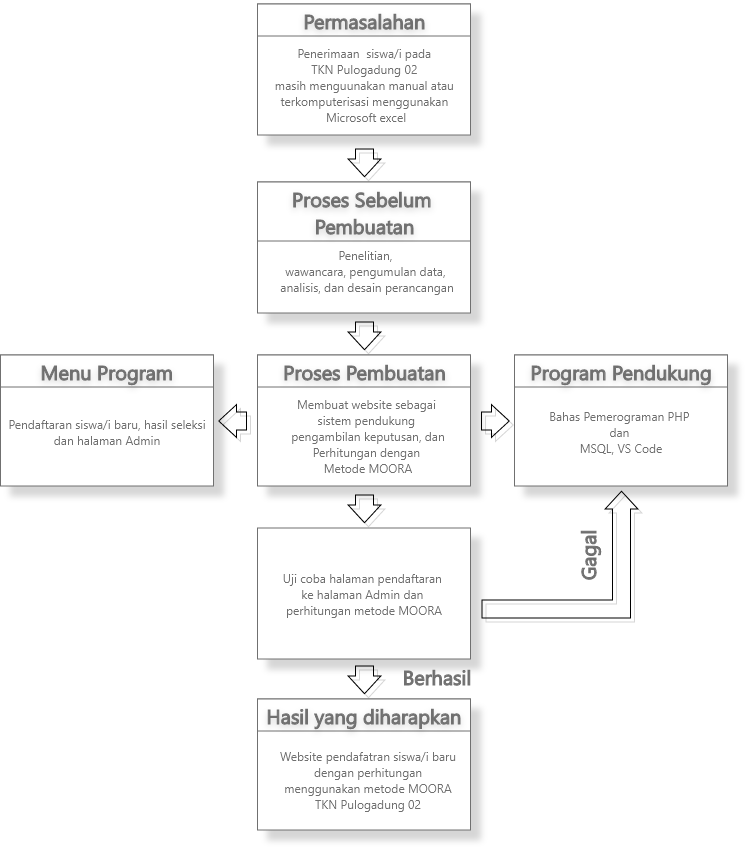 Permasalahan
Penerimaan siswa/i pada
TKN Pulogadung 02
masih menguunakan manual atau
terkomputerisasi menggunakan
Microsoft excel
Proses Sebelum
Pembuatan
Penelitian,
wawancara, pengumulan data,
analisis, dan desain perancangan
Menu Program
Pendaftaran siswa/i baru, hasil seleksi
dan halaman Admin
Proses Pembuatan
Membuat website sebagai
sistem pendukung
pengambilan keputusan, dan
Perhitungan dengan
Metode MOORA
Program Pendukung
Bahas Pemerograman PHP
dan
MSQL, VS Code
Uji coba halaman pendaftaran
ke halaman Admin dan
perhitungan metode MOORA
Gagal
Berhasil
Hasil yang diharapkan
Website pendafatran siswa/i baru
dengan perhitungan
menggunakan metode MOORA
TKN Pulogadung 02